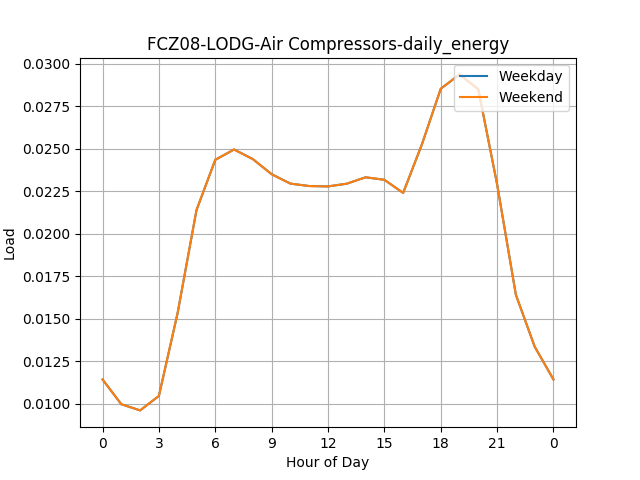 FCZ08-LODG-Air Compressors-daily_energy
Weekday
Weekend
0.0300
0.0275
0.0250
0.0225
0.0200
0.0175
0.0150
0.0125
0.0100
Load
0 3 6 9 12 15 18 21 0
Hour of Day